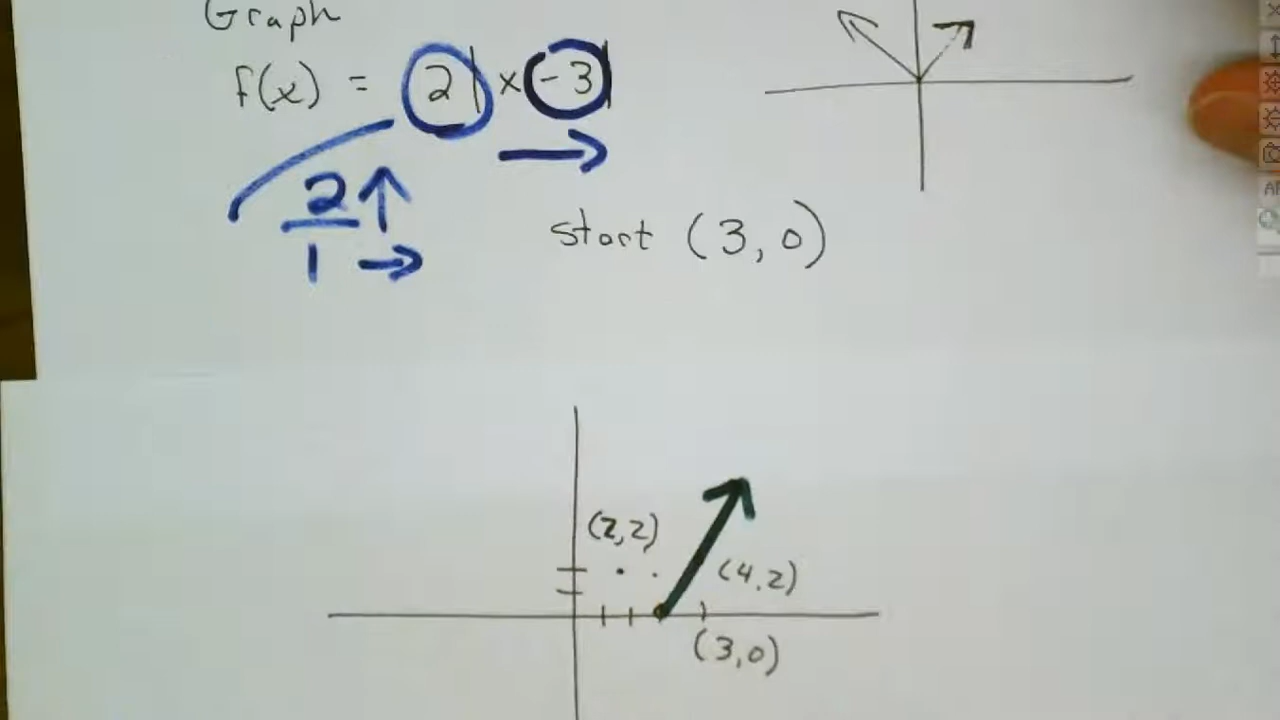 Graph
f(x) = 2|x-3|
2↑
1 →
start (3,0)
(2,2)
(4,2)
(3,0)